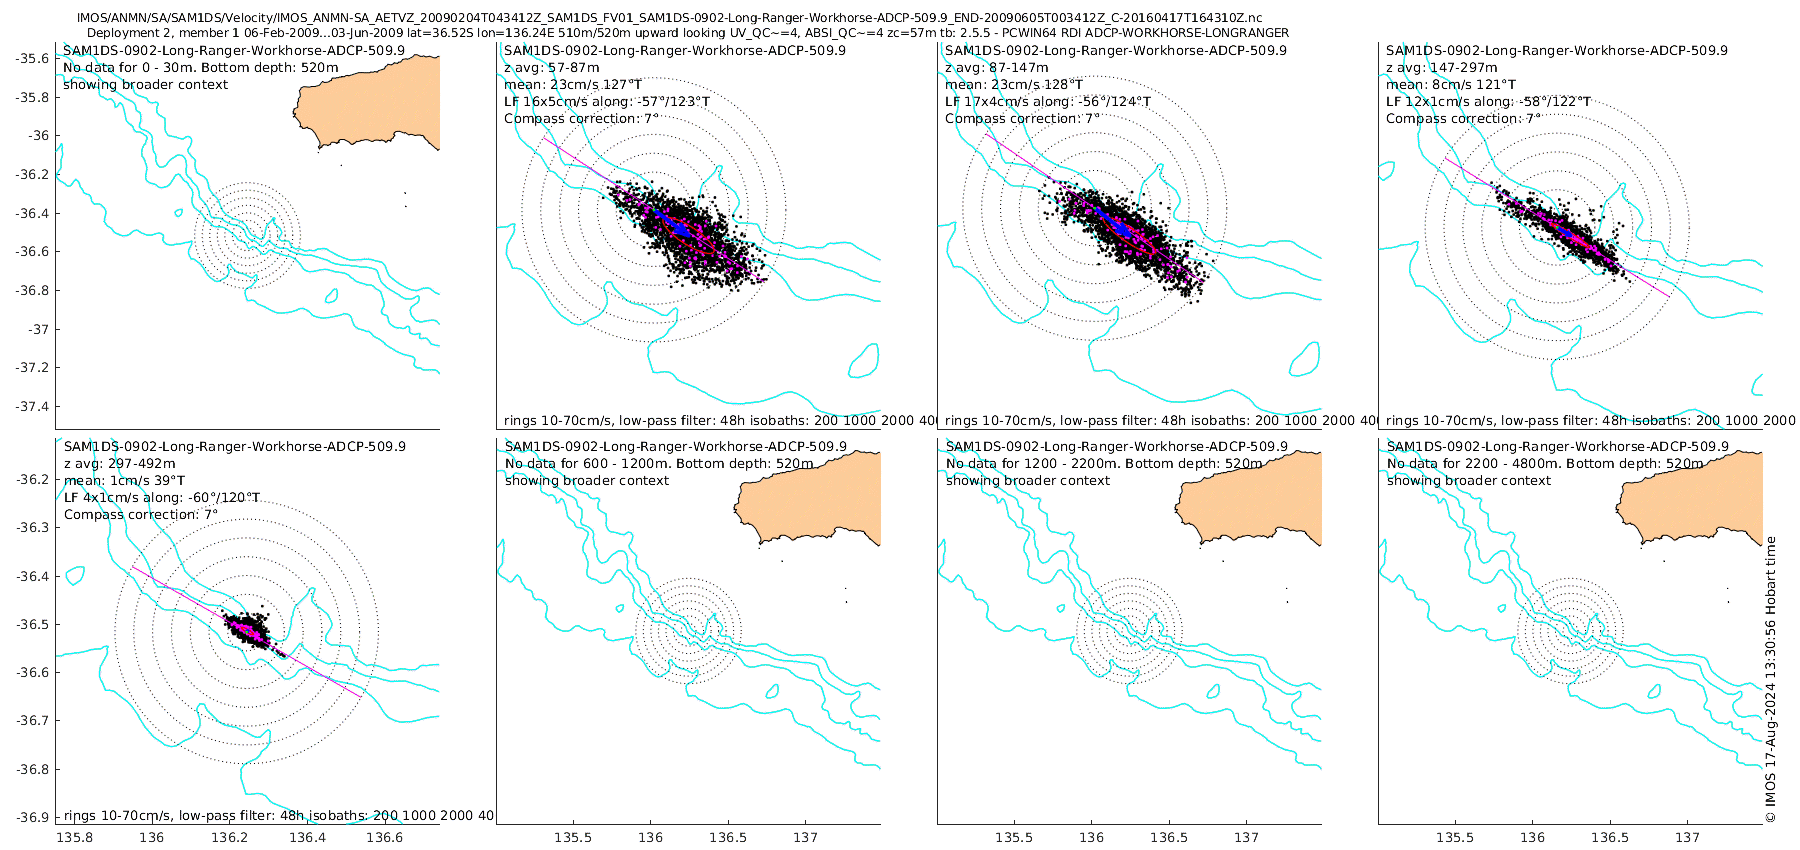 IMOS/ANMN/SA/SAM1DS/Velocity/IMOS_ANMN-SA_AETVZ_20090204T043412Z_SAM1DS_FV01_SAM1DS-0902-Long-Ranger-Workhorse-ADCP-509.9_END-20090605T003412Z_C-20160417T164310Z.nc
Deployment 2, member 1 06-Feb-2009...03-Jun-2009 lat=36.52S lon=136.24E 510m/520m upward looking UV_QC~=4, ABSI_QC~=4 zc=57m tb: 2.5.5 - PCWIN64 RDI ADCP-WORKHORSE-LONGRANGER
SAM1DS-0902-Long-Ranger-Workhorse-ADCP-509.9
No data for 0 - 30m. Bottom depth: 520m
showing broader context
-35.6
-35.8
-36
-36.2
-36.4
-36.6
-36.8
-37
-37.2
-37.4
SAM1DS-0902-Long-Ranger-Workhorse-ADCP-509.9
z avg: 57-87m
mean: 23cm/s 127°T
LF 16x5cm/s along: -57°/123°T
Compass correction: 7°
rings 10-70cm/s, low-pass filter: 48h isobaths: 200 1000 2000 40
SAM1DS-0902-Long-Ranger-Workhorse-ADCP-509.9
z avg: 87-147m
mean: 23cm/s 128°T
LF 17x4cm/s along: -56°/124°T
Compass correction: 7°
rings 10-70cm/s, low-pass filter: 48h isobaths: 200 1000 2000 40
SAM1DS-0902-Long-Ranger-Workhorse-ADCP-509.9
z avg: 147-297m
mean: 8cm/s 121°T
LF 12x1cm/s along: -58°/122°T
Compass correction: 7°
rings 10-70cm/s, low-pass filter: 48h isobaths: 200 1000 2000
SAM1DS-0902-Long-Ranger-Workhorse-ADCP-509.9
z avg: 297-492m
mean: 1cm/s 39°T
LF 4x1cm/s along: -60°/120°T
Compass correction: 7°
rings 10-70cm/s, low-pass filter: 48h isobaths: 200 1000 2000 40
-36.2
-36.3
-36.4
-36.5
-36.6
-36.7
-36.8
-36.9
135.8 136 136.2 136.4 136.6
SAM1DS-0902-Long-Ranger-Workhorse-ADCP-509.9
No data for 600 - 1200m. Bottom depth: 520m
showing broader context
135.5 136 136.5 137
SAM1DS-0902-Long-Ranger-Workhorse-ADCP-509.9
No data for 1200 - 2200m. Bottom depth: 520m
showing broader context
135.5 136 136.5 137
SAM1DS-0902-Long-Ranger-Workhorse-ADCP-509.9
No data for 2200 - 4800m. Bottom depth: 520m
showing broader context
135.5 136 136.5 137
© IMOS 17-Aug-2024 13:30:56 Hobart time